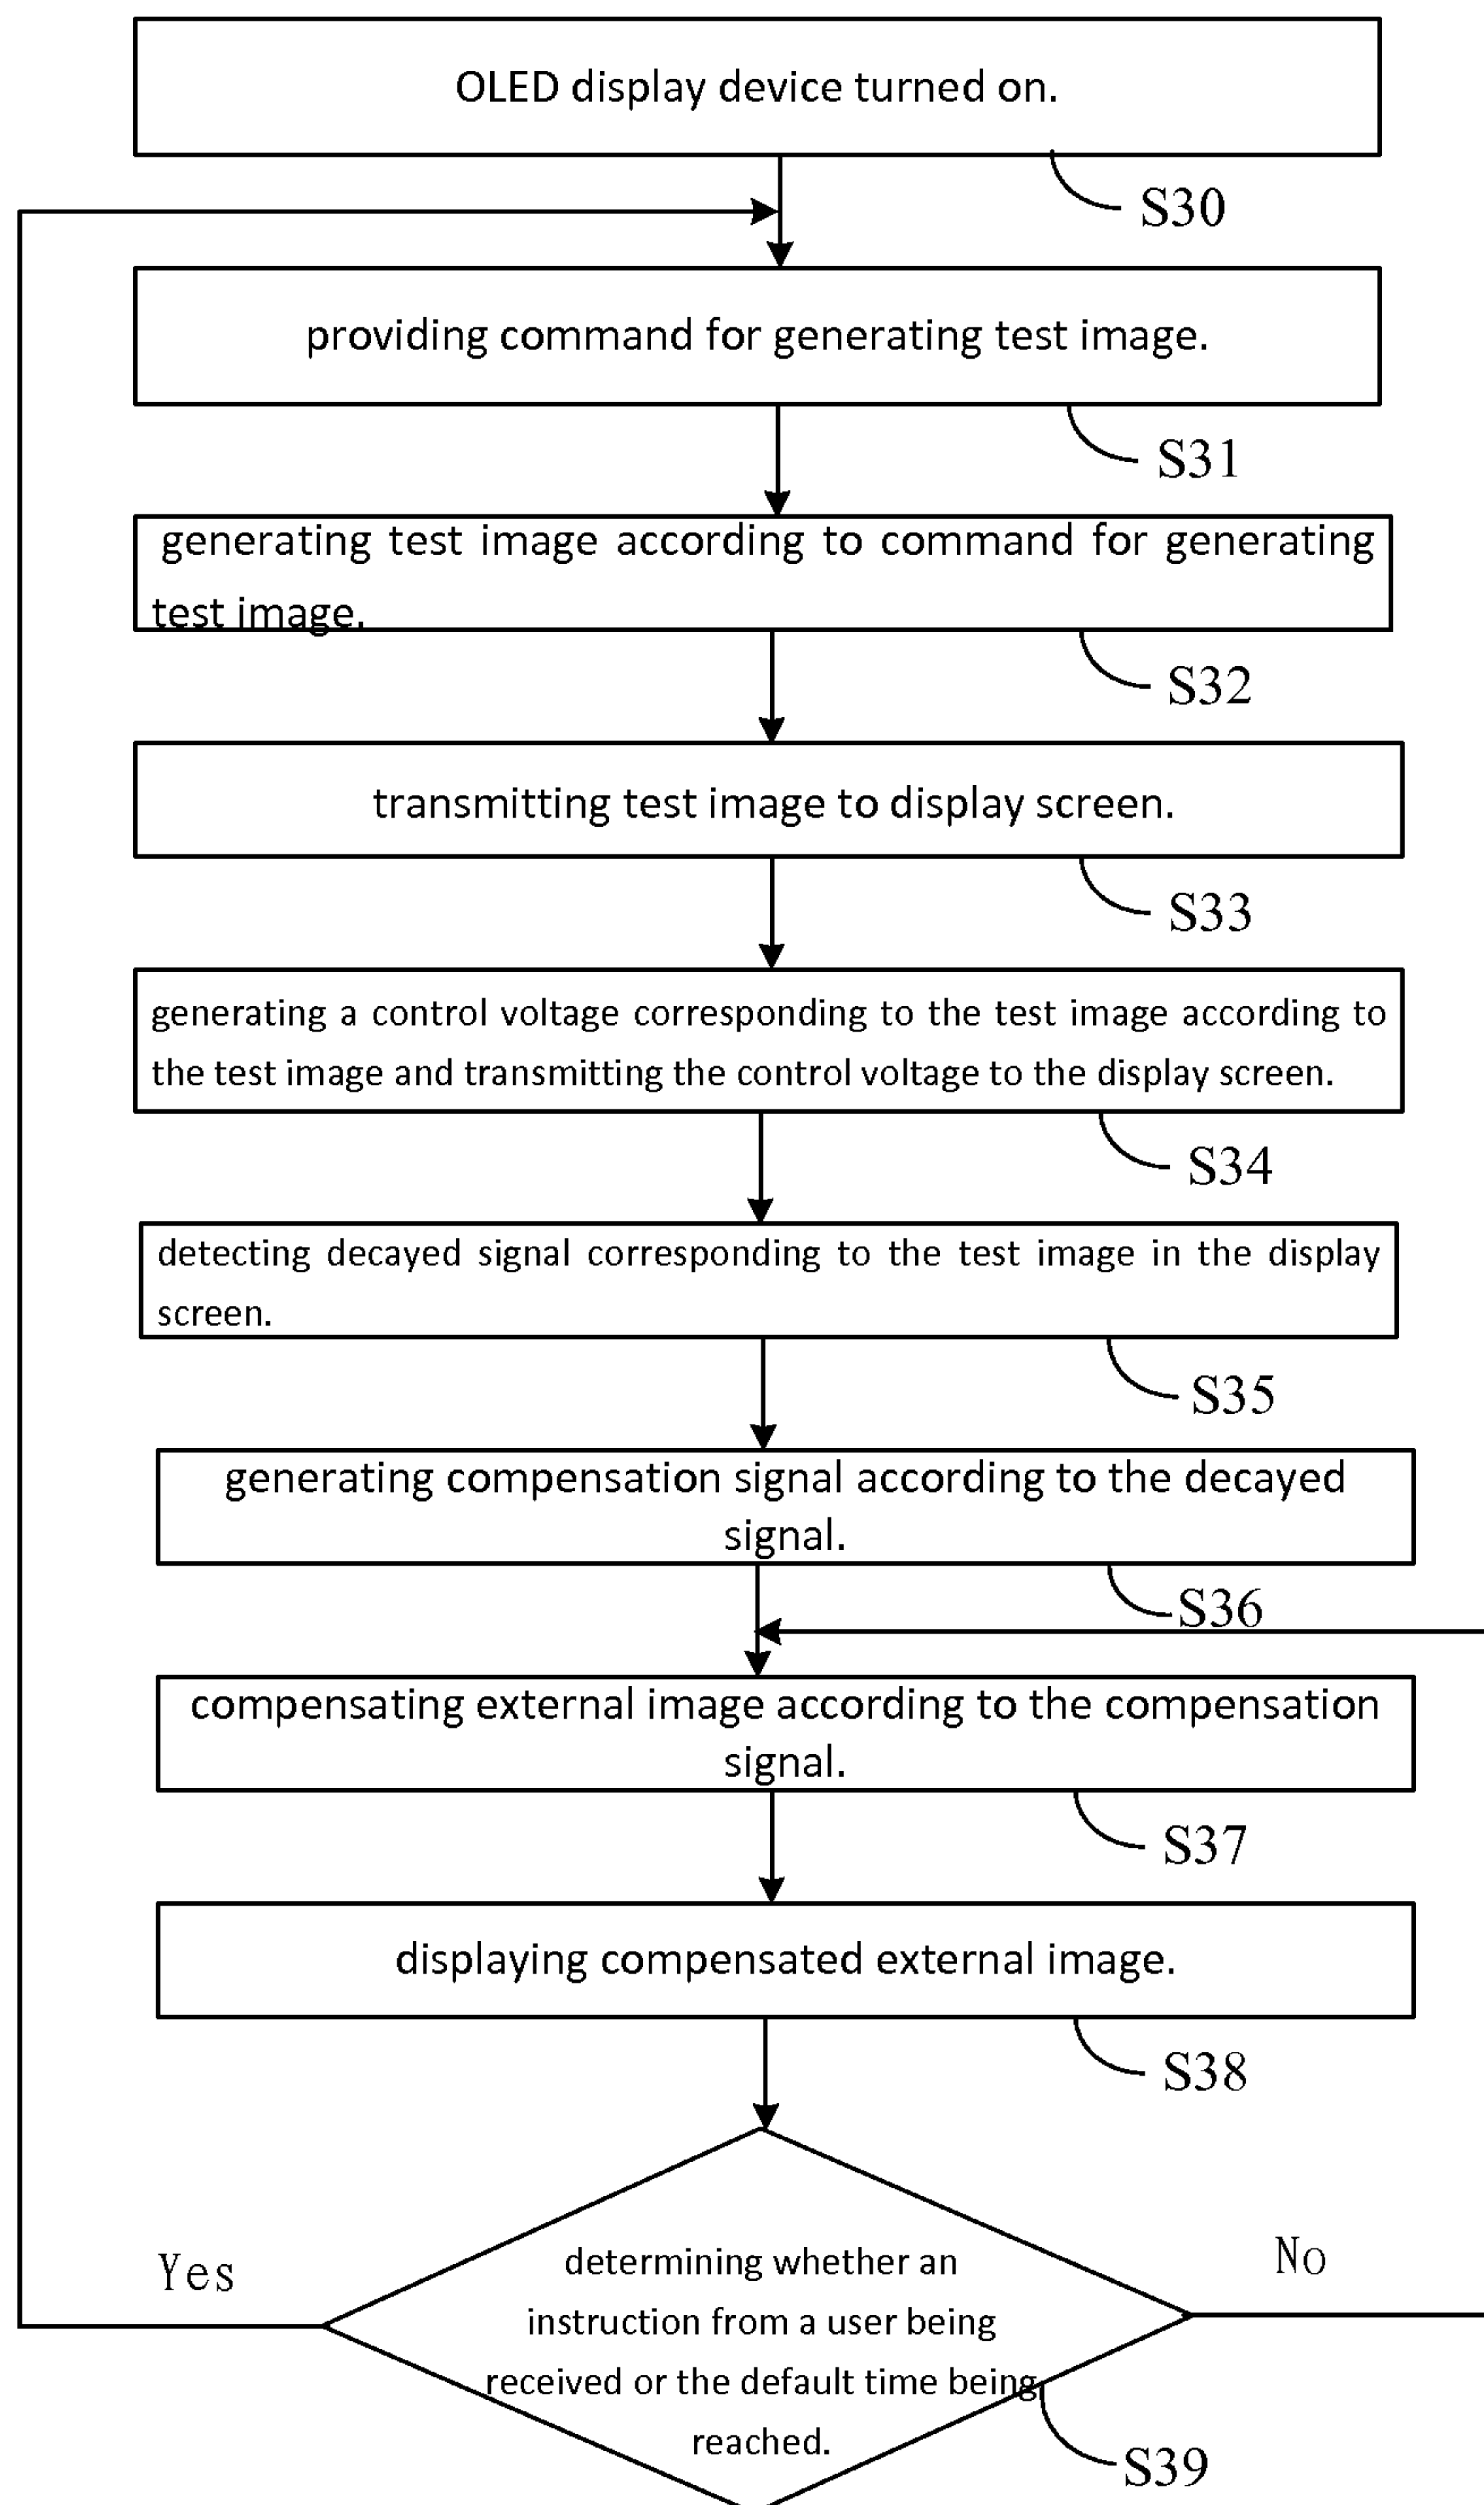 OLED display device turned on.
S30
providing command for generating test image.
S31
generating test image according to command for generating
test image.
S32
transmitting test image to display screen.
S33
generating a control voltage corresponding to the test image according to
the test image and transmitting the control voltage to the display screen.
S34
detecting decayed signal corresponding to the test image in the display
screen.
S35
generating compensation signal according to the decayed
signal.
S36
compensating external image according to the compensation
signal.
S37
displaying compensated external image.
S38
Yes
No
determining whether an
instruction from a user being
received or the default time being
reached.
S39